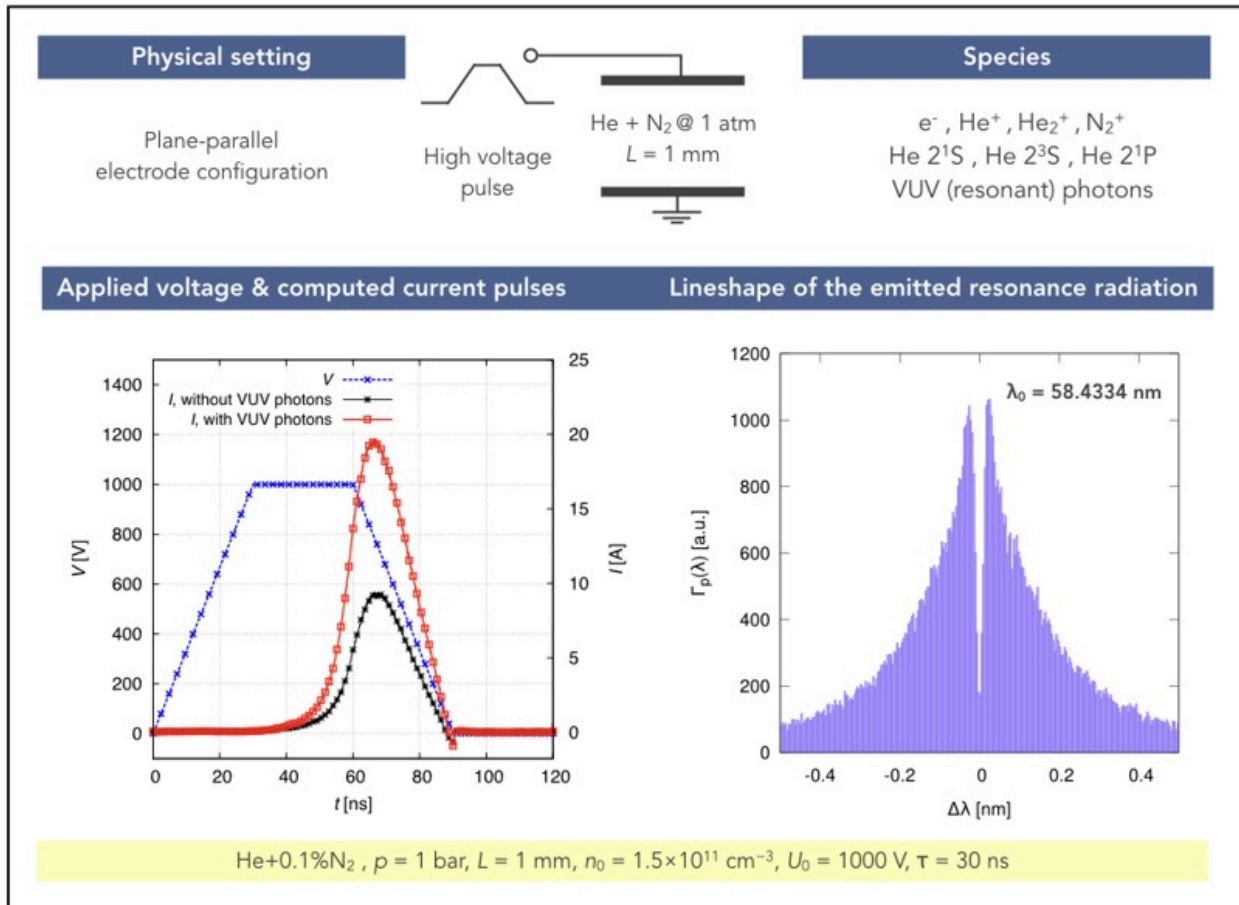 Physical setting
Plane-parallel
electrode configuration
High voltage
pulse
He + N₂ @ 1 atm
L = 1 mm
Species
e⁻ , He⁺ , He₂⁺ , N₂⁺
He 2¹S , He 2³S , He 2¹P
VUV (resonant) photons
Applied voltage & computed current pulses
V
I, without VUV photons
I, with VUV photons
V [V]
1400
1200
1000
800
600
400
200
0
I [A]
25
20
15
10
5
0
0 20 40 60 80 100 120
t [ns]
Lineshape of the emitted resonance radiation
λ₀ = 58.4334 nm
Γₚ(λ) [a.u.]
1200
1000
800
600
400
200
0
-0.4 -0.2 0 0.2 0.4
Δλ [nm]
He+0.1%N₂ , p = 1 bar, L = 1 mm, n₀ = 1.5×10¹¹ cm⁻³, U₀ = 1000 V, τ = 30 ns